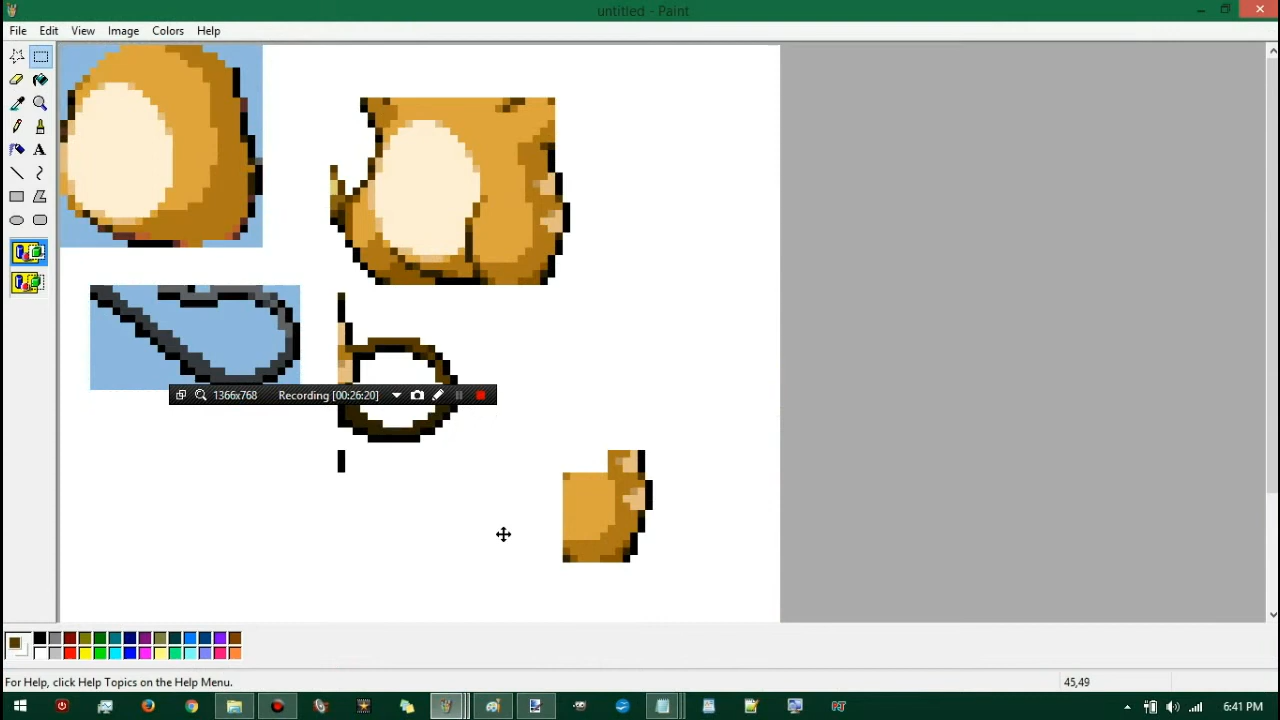 untitled - Paint
File Edit View Image Colors Help
1366x768 Recording [00:26:20]
For Help, click Help Topics on the Help Menu.
45,49
6:41 PM